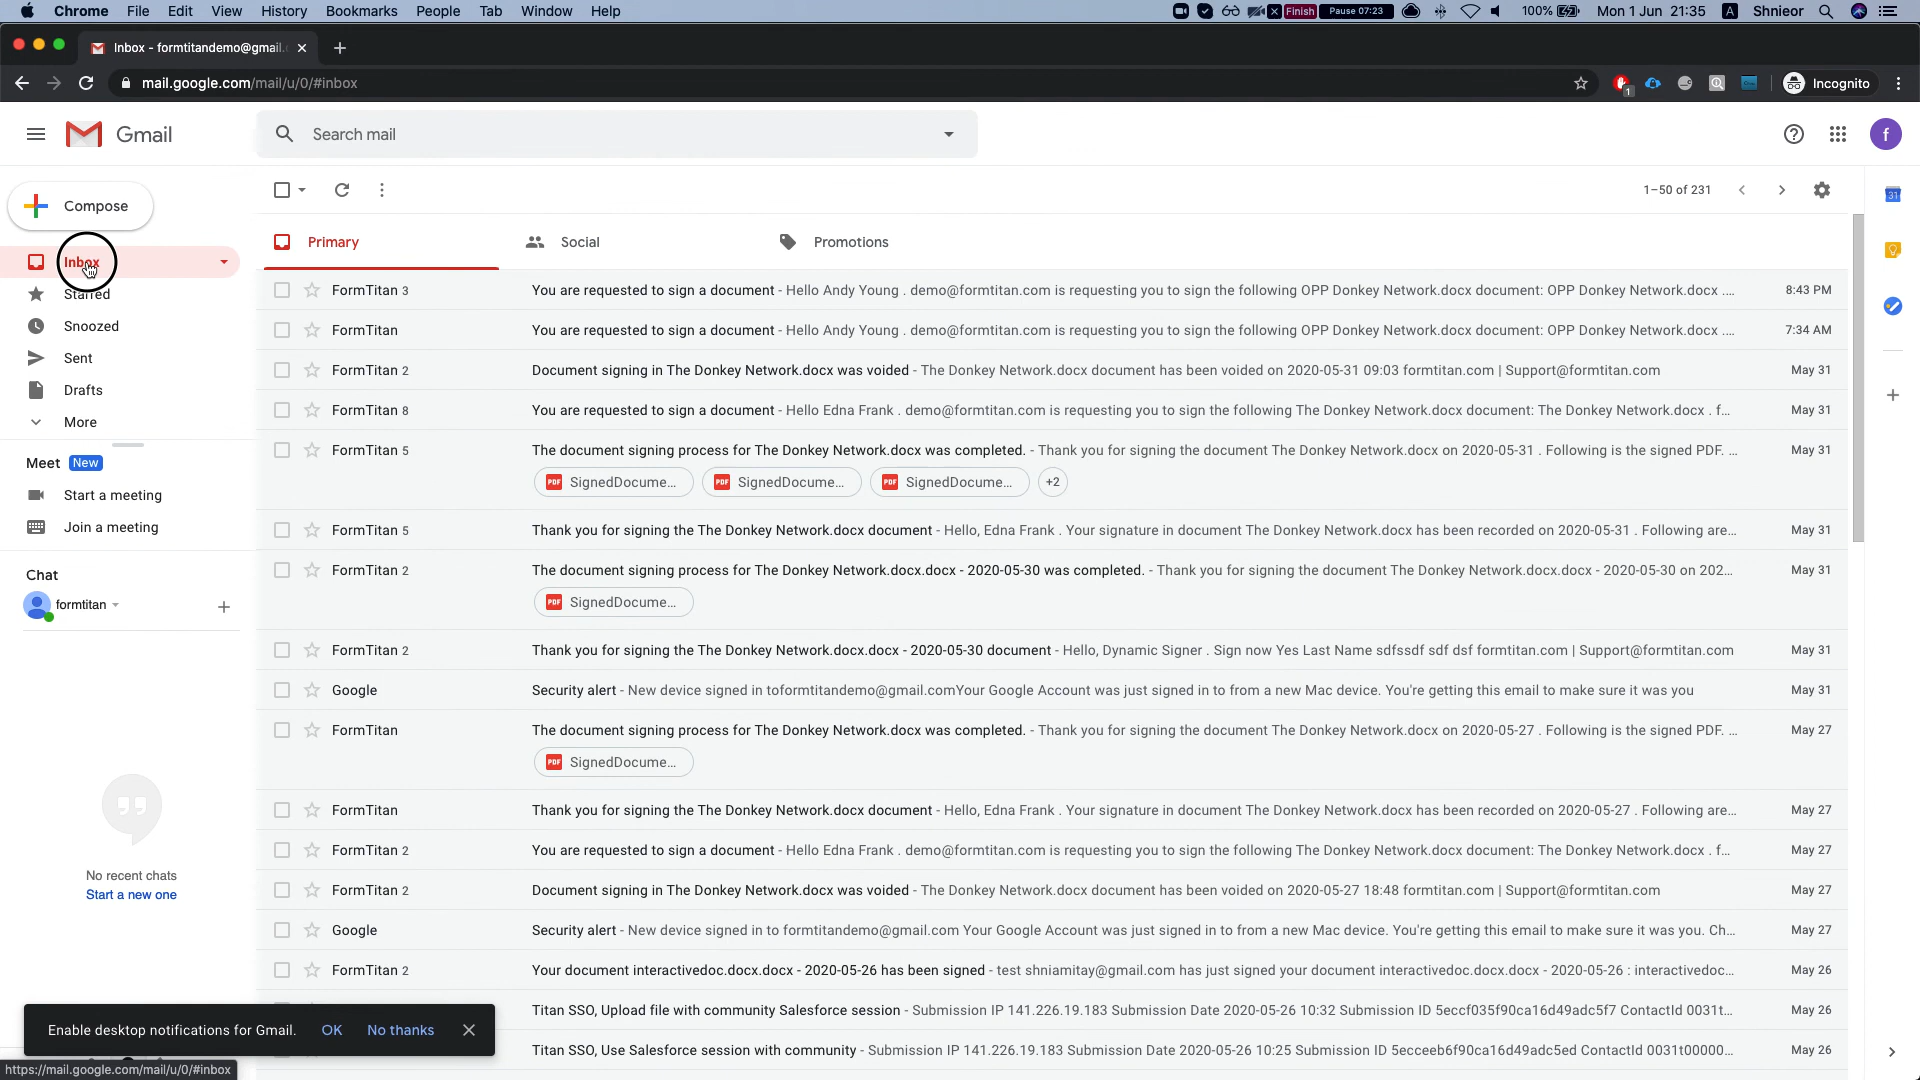 Chrome File Edit View History Bookmarks People Tab Window Help Finish Pause 07:23 100% Mon 1 Jun 21:35 A Shnieor
Inbox - formtitandemo@gmail.
mail.google.com/mail/u/0/#inbox 1 Incognito
Gmail Search mail f
Compose 1–50 of 231 31
Inbox Primary Social Promotions
Starred
Snoozed
Sent
Drafts
More
Meet New
Start a meeting
Join a meeting
Chat
formtitan
No recent chats
Start a new one
FormTitan 3 You are requested to sign a document - Hello Andy Young . demo@formtitan.com is requesting you to sign the following OPP Donkey Network.docx document: OPP Donkey Network.docx .... 8:43 PM
FormTitan You are requested to sign a document - Hello Andy Young . demo@formtitan.com is requesting you to sign the following OPP Donkey Network.docx document: OPP Donkey Network.docx .... 7:34 AM
FormTitan 2 Document signing in The Donkey Network.docx was voided - The Donkey Network.docx document has been voided on 2020-05-31 09:03 formtitan.com | Support@formtitan.com May 31
FormTitan 8 You are requested to sign a document - Hello Edna Frank . demo@formtitan.com is requesting you to sign the following The Donkey Network.docx document: The Donkey Network.docx . f... May 31
FormTitan 5 The document signing process for The Donkey Network.docx was completed. - Thank you for signing the document The Donkey Network.docx on 2020-05-31 . Following is the signed PDF. ... May 31
PDF SignedDocume... PDF SignedDocume... PDF SignedDocume... +2
FormTitan 5 Thank you for signing the The Donkey Network.docx document - Hello, Edna Frank . Your signature in document The Donkey Network.docx has been recorded on 2020-05-31 . Following are... May 31
FormTitan 2 The document signing process for The Donkey Network.docx.docx - 2020-05-30 was completed. - Thank you for signing the document The Donkey Network.docx.docx - 2020-05-30 on 202... May 31
PDF SignedDocume...
FormTitan 2 Thank you for signing the The Donkey Network.docx.docx - 2020-05-30 document - Hello, Dynamic Signer . Sign now Yes Last Name sdfssdf sdf dsf formtitan.com | Support@formtitan.com May 31
Google Security alert - New device signed in toformtitandemo@gmail.comYour Google Account was just signed in to from a new Mac device. You're getting this email to make sure it was you May 31
FormTitan The document signing process for The Donkey Network.docx was completed. - Thank you for signing the document The Donkey Network.docx on 2020-05-27 . Following is the signed PDF. ... May 27
PDF SignedDocume...
FormTitan Thank you for signing the The Donkey Network.docx document - Hello, Edna Frank . Your signature in document The Donkey Network.docx has been recorded on 2020-05-27 . Following are... May 27
FormTitan 2 You are requested to sign a document - Hello Edna Frank . demo@formtitan.com is requesting you to sign the following The Donkey Network.docx document: The Donkey Network.docx . f... May 27
FormTitan 2 Document signing in The Donkey Network.docx was voided - The Donkey Network.docx document has been voided on 2020-05-27 18:48 formtitan.com | Support@formtitan.com May 27
Google Security alert - New device signed in to formtitandemo@gmail.com Your Google Account was just signed in to from a new Mac device. You're getting this email to make sure it was you. Ch... May 27
FormTitan 2 Your document interactivedoc.docx.docx - 2020-05-26 has been signed - test shniamitay@gmail.com has just signed your document interactivedoc.docx.docx - 2020-05-26 : interactivedoc... May 26
Titan SSO, Upload file with community Salesforce session - Submission IP 141.226.19.183 Submission Date 2020-05-26 10:32 Submission ID 5eccf035f90ca16d49adc5f7 ContactId 0031t... May 26
Titan SSO, Use Salesforce session with community - Submission IP 141.226.19.183 Submission Date 2020-05-26 10:25 Submission ID 5ecceeb6f90ca16d49adc5ed ContactId 0031t00000... May 26
Enable desktop notifications for Gmail. OK No thanks
https://mail.google.com/mail/u/0/#inbox